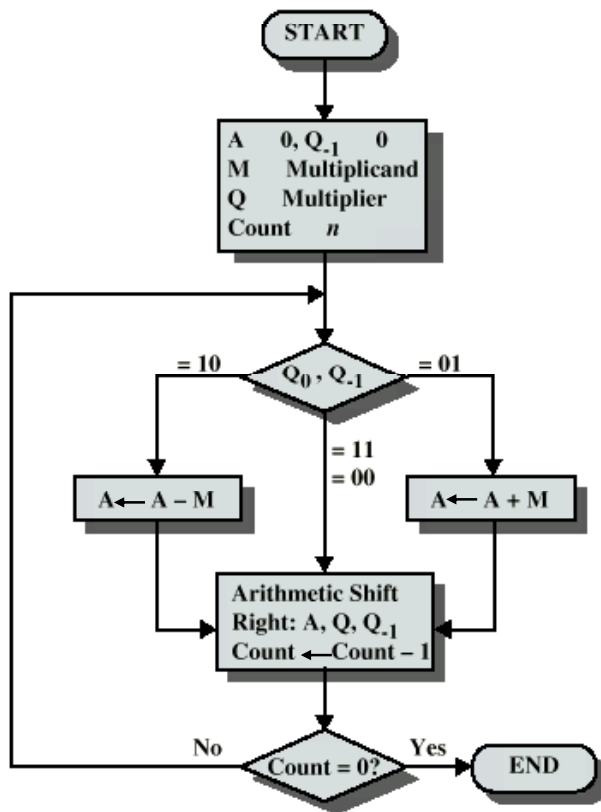 START
A 0, Q-1 0
M Multiplicand
Q Multiplier
Count n
= 10
Q0 , Q-1
= 01
= 11
= 00
A ← A – M
A ← A + M
Arithmetic Shift
Right: A, Q, Q-1
Count ← Count – 1
No
Count = 0?
Yes
END